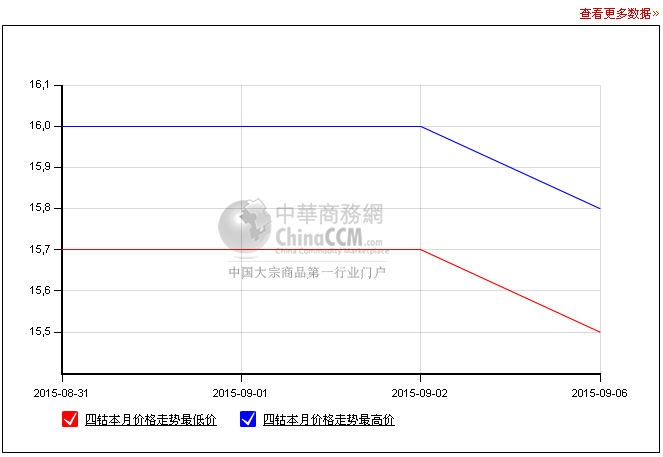 查看更多数据»
16,1
16,0
15,9
15,8
15,7
15,6
15,5
中華商務網
ChinaCCM.com
China Commodity Marketplace
中国大宗商品第一行业门户
2015-08-31 2015-09-01 2015-09-02 2015-09-06
四钴本月价格走势最低价 四钴本月价格走势最高价